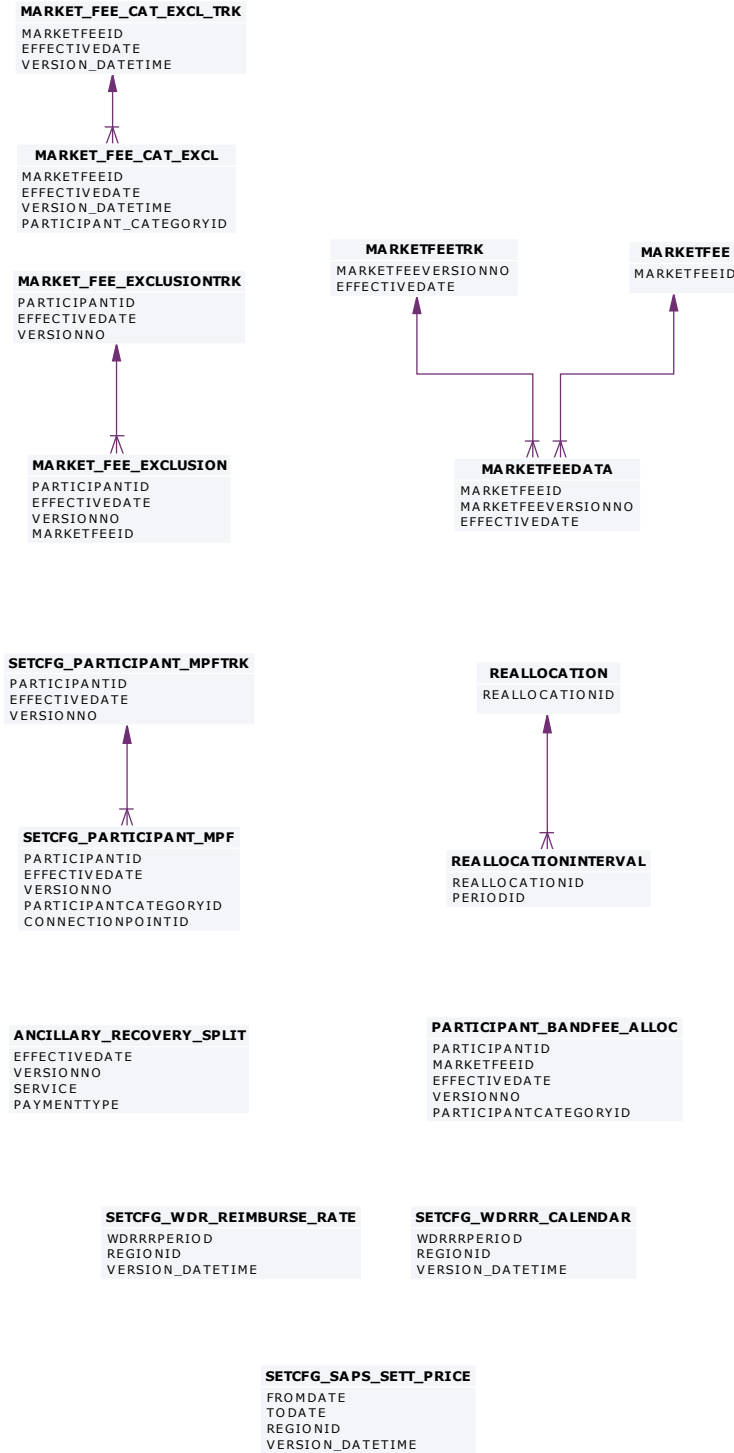 MARKET_FEE_CAT_EXCL_TRK
MARKETFEEID
EFFECTIVEDATE
VERSION_DATETIME
MARKET_FEE_CAT_EXCL
MARKETFEEID
EFFECTIVEDATE
VERSION_DATETIME
PARTICIPANT_CATEGORYID
MARKETFEETRK
MARKETFEEVERSIONNO
EFFECTIVEDATE
MARKETFEE
MARKETFEEID
MARKET_FEE_EXCLUSIONTRK
PARTICIPANTID
EFFECTIVEDATE
VERSIONNO
MARKET_FEE_EXCLUSION
PARTICIPANTID
EFFECTIVEDATE
VERSIONNO
MARKETFEEID
MARKETFEEDATA
MARKETFEEID
MARKETFEEVERSIONNO
EFFECTIVEDATE
SETCFG_PARTICIPANT_MPFTRK
PARTICIPANTID
EFFECTIVEDATE
VERSIONNO
REALLOCATION
REALLOCATIONID
SETCFG_PARTICIPANT_MPF
PARTICIPANTID
EFFECTIVEDATE
VERSIONNO
PARTICIPANTCATEGORYID
CONNECTIONPOINTID
REALLOCATIONINTERVAL
REALLOCATIONID
PERIODID
ANCILLARY_RECOVERY_SPLIT
EFFECTIVEDATE
VERSIONNO
SERVICE
PAYMENTTYPE
PARTICIPANT_BANDFEE_ALLOC
PARTICIPANTID
MARKETFEEID
EFFECTIVEDATE
VERSIONNO
PARTICIPANTCATEGORYID
SETCFG_WDR_REIMBURSE_RATE
WDRRRPERIOD
REGIONID
VERSION_DATETIME
SETCFG_WDRRR_CALENDAR
WDRRRPERIOD
REGIONID
VERSION_DATETIME
SETCFG_SAPS_SETT_PRICE
FROMDATE
TODATE
REGIONID
VERSION_DATETIME